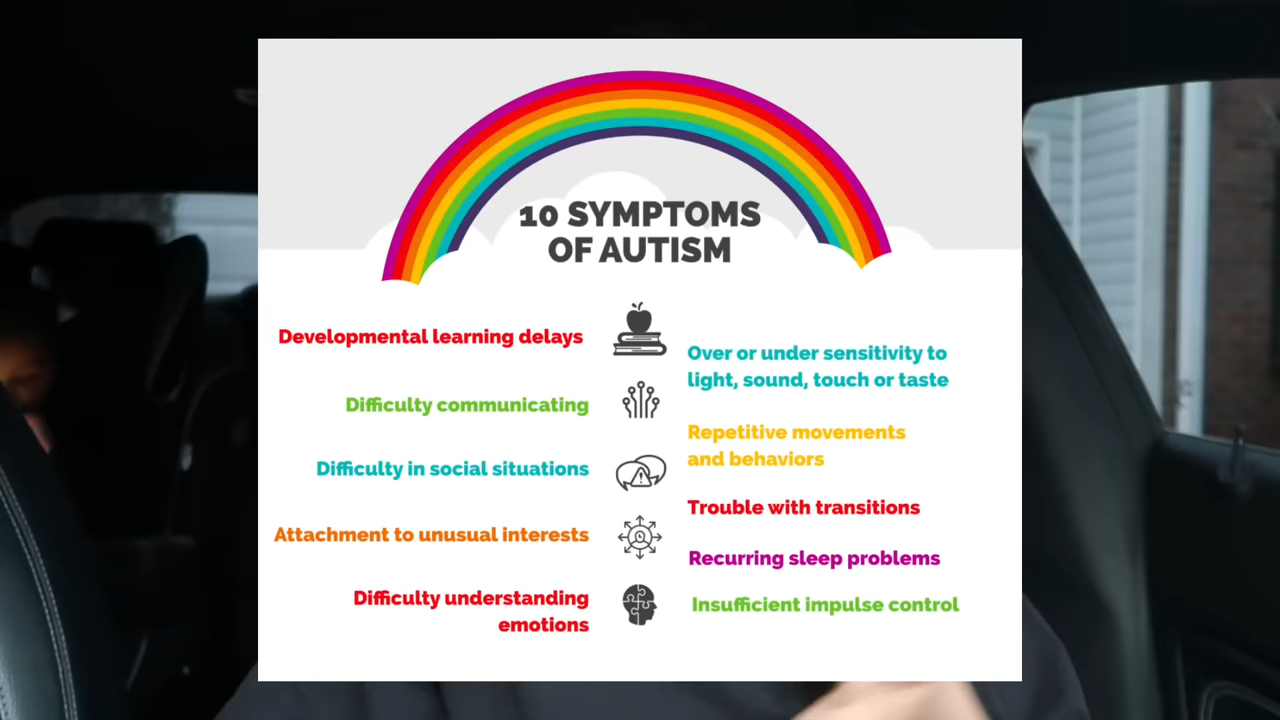 10 SYMPTOMS
OF AUTISM
Developmental learning delays
Difficulty communicating
Difficulty in social situations
Attachment to unusual interests
Difficulty understanding
emotions
Over or under sensitivity to
light, sound, touch or taste
Repetitive movements
and behaviors
Trouble with transitions
Recurring sleep problems
Insufficient impulse control